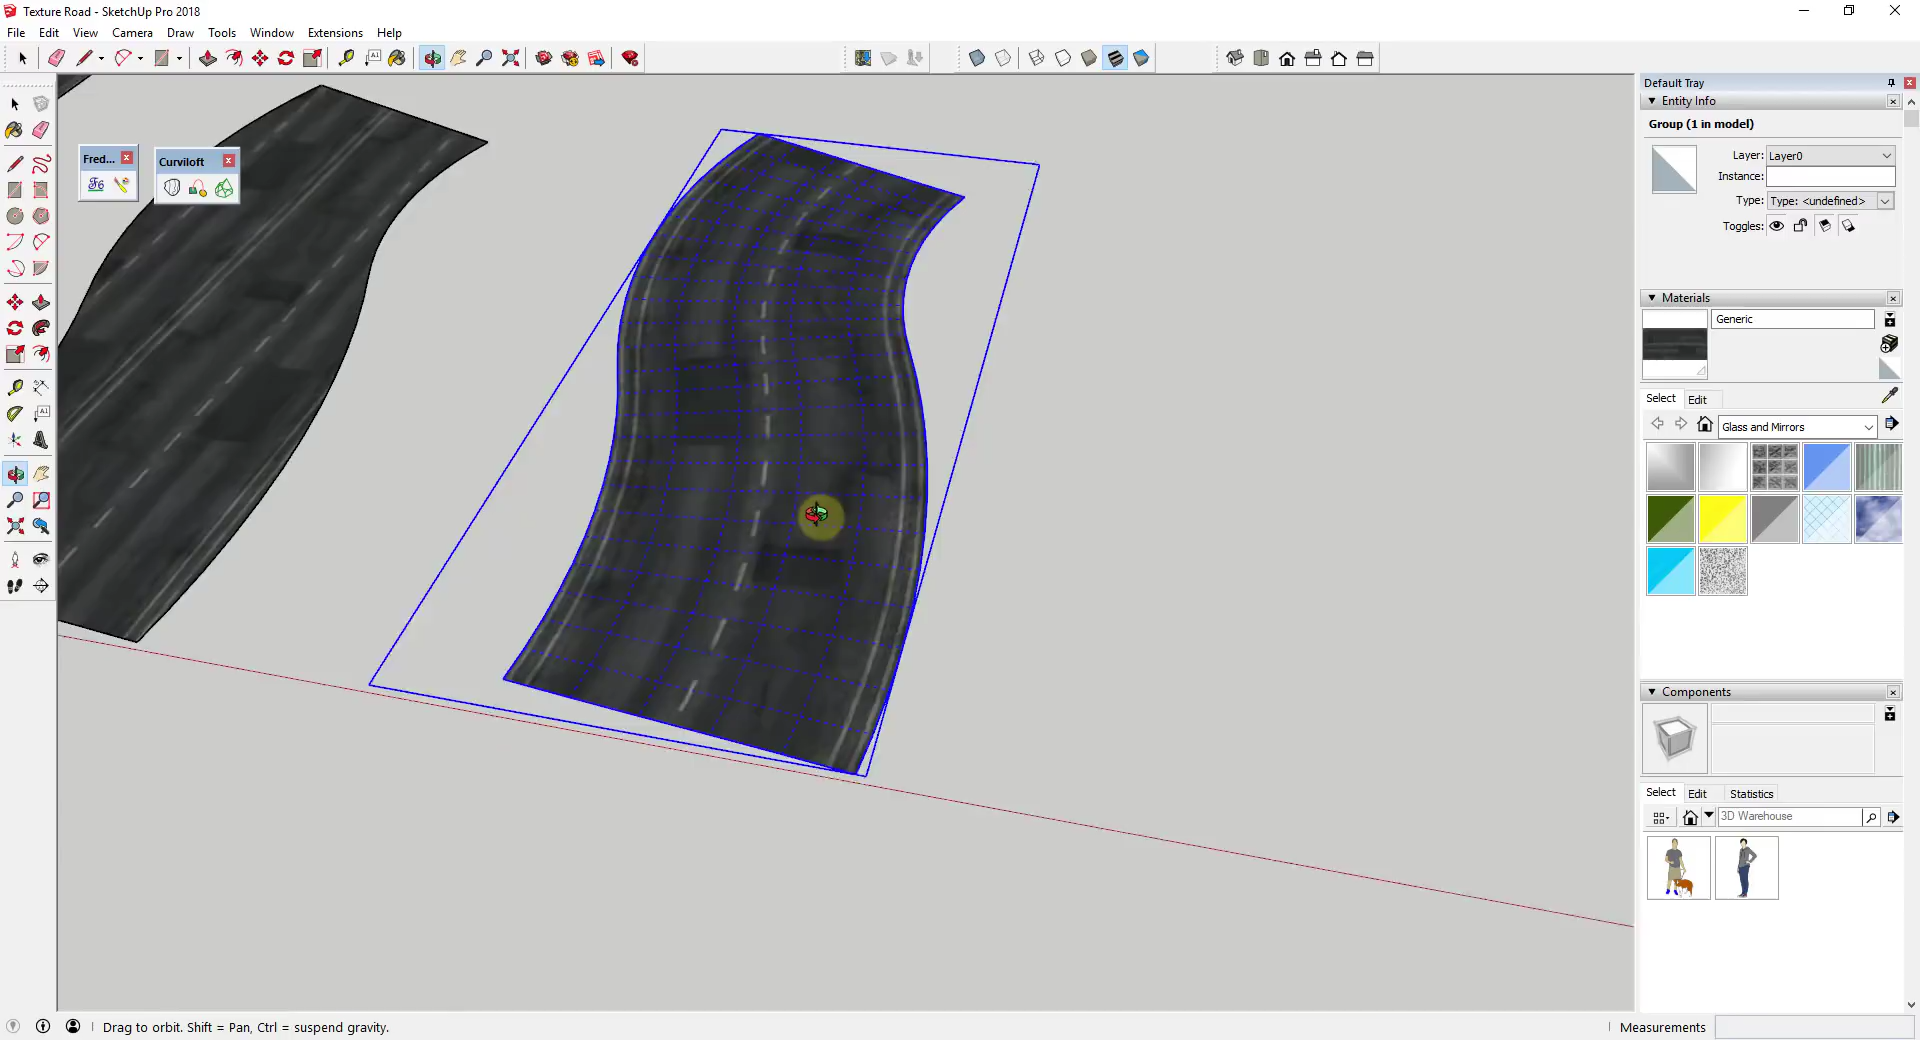 Texture Road - SketchUp Pro 2018
File Edit View Camera Draw Tools Window Extensions Help
Default Tray
Entity Info
Group (1 in model)
Layer: Layer0
Instance:
Type: Type: <undefined>
Toggles:
Fred...
Curviloft
Materials
Generic
Select Edit
Glass and Mirrors
Components
Select Edit Statistics
3D Warehouse
Drag to orbit. Shift = Pan, Ctrl = suspend gravity.
Measurements